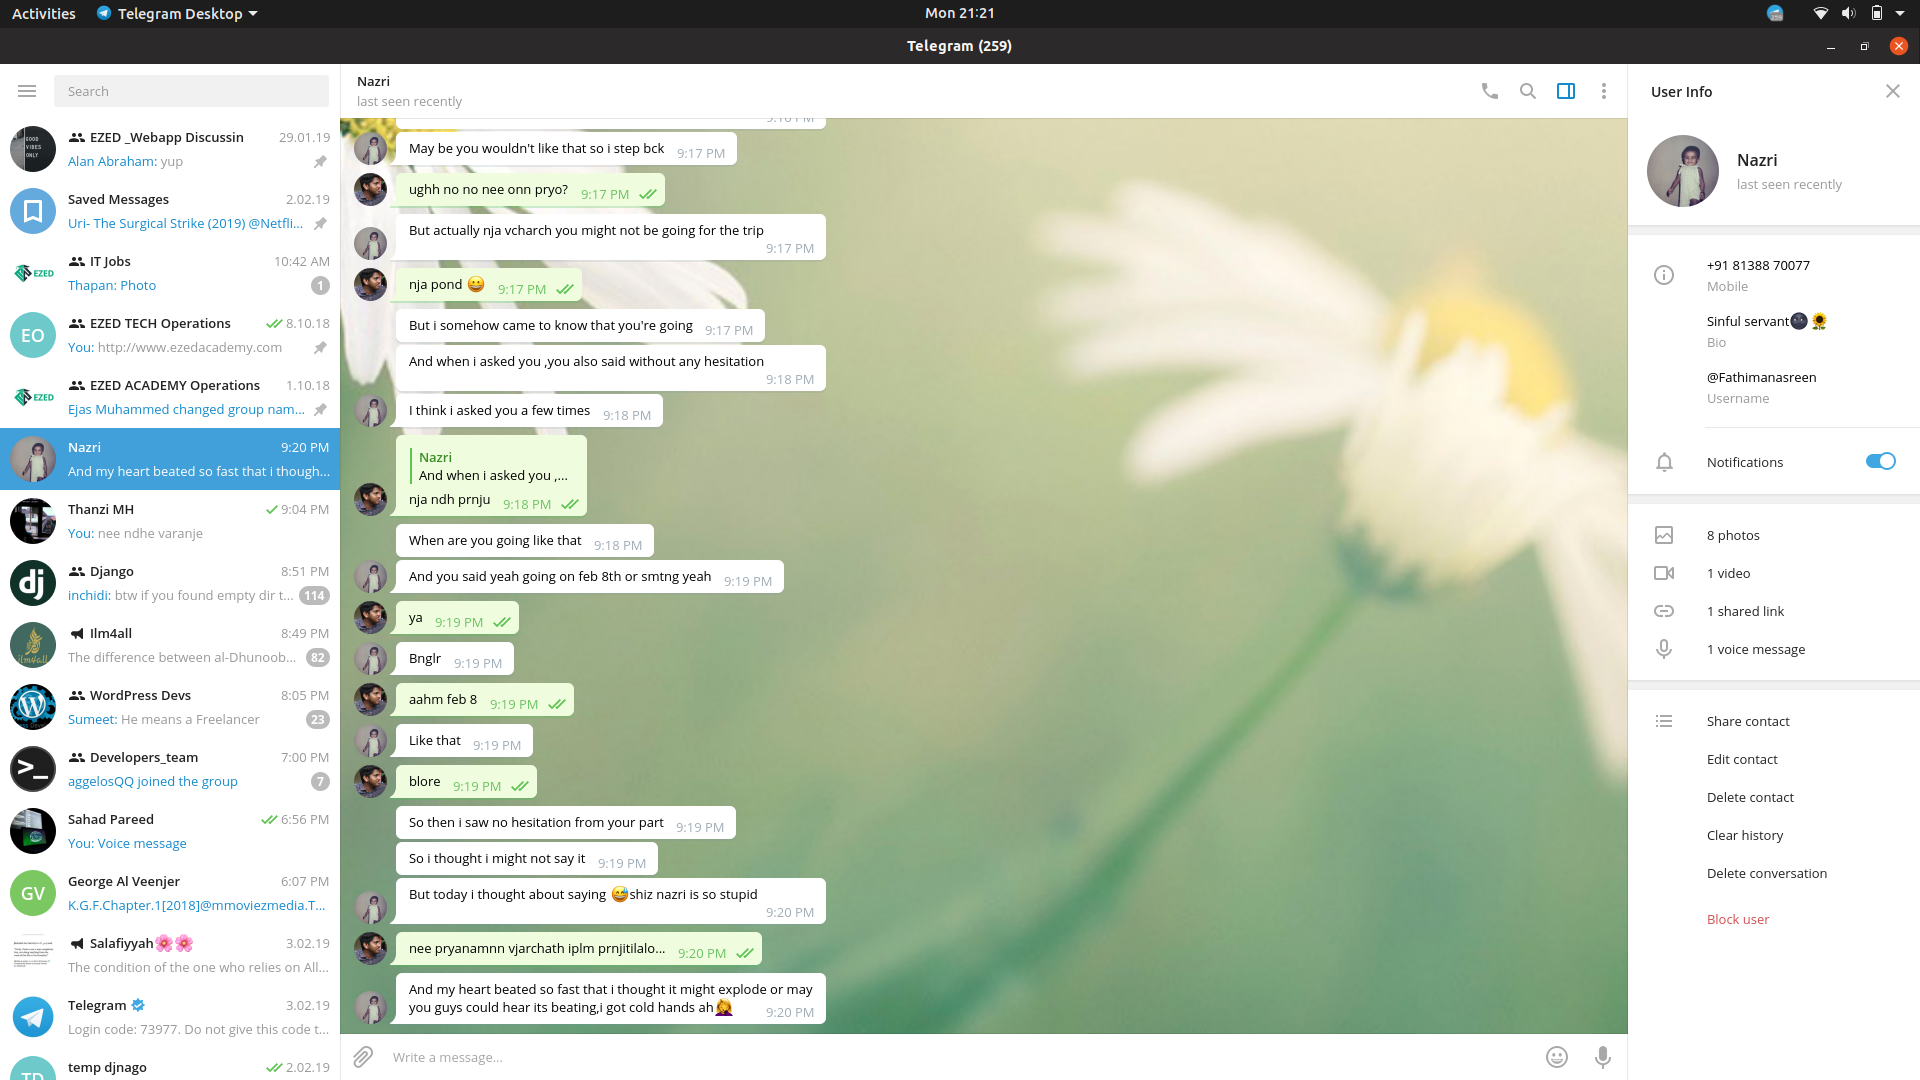 Activities
Telegram Desktop
Mon 21:21
Telegram (259)
Search
EZED _Webapp Discussin 29.01.19
Alan Abraham: yup
Saved Messages 2.02.19
Uri- The Surgical Strike (2019) @Netfli...
IT Jobs 10:42 AM
Thapan: Photo 1
EO
EZED TECH Operations 8.10.18
You: http://www.ezedacademy.com
EZED ACADEMY Operations 1.10.18
Ejas Muhammed changed group nam...
Nazri 9:20 PM
And my heart beated so fast that i though...
Thanzi MH 9:04 PM
You: nee ndhe varanje
dj
Django 8:51 PM
inchidi: btw if you found empty dir t... 114
Ilm4all 8:49 PM
The difference between al-Dhunoob... 82
WordPress Devs 8:05 PM
Sumeet: He means a Freelancer 23
Developers_team 7:00 PM
aggelosQQ joined the group 7
Sahad Pareed 6:56 PM
You: Voice message
GV
George Al Veenjer 6:07 PM
K.G.F.Chapter.1[2018]@mmoviezmedia.T...
Salafiyyah🌸🌸 3.02.19
The condition of the one who relies on All...
Telegram 3.02.19
Login code: 73977. Do not give this code t...
temp djnago 2.02.19
Nazri
last seen recently
May be you wouldn't like that so i step bck 9:17 PM
ughh no no nee onn pryo? 9:17 PM
But actually nja vcharch you might not be going for the trip
9:17 PM
nja pond 😀 9:17 PM
But i somehow came to know that you're going 9:17 PM
And when i asked you ,you also said without any hesitation
9:18 PM
I think i asked you a few times 9:18 PM
Nazri
And when i asked you ,...
nja ndh prnju 9:18 PM
When are you going like that 9:18 PM
And you said yeah going on feb 8th or smtng yeah 9:19 PM
ya 9:19 PM
Bnglr 9:19 PM
aahm feb 8 9:19 PM
Like that 9:19 PM
blore 9:19 PM
So then i saw no hesitation from your part 9:19 PM
So i thought i might not say it 9:19 PM
But today i thought about saying 😅shiz nazri is so stupid
9:20 PM
nee pryanamnn vjarchath iplm prnjitilalo... 9:20 PM
And my heart beated so fast that i thought it might explode or may
you guys could hear its beating,i got cold hands ah🤦‍♀️ 9:20 PM
Write a message...
User Info
Nazri
last seen recently
+91 81388 70077
Mobile
Sinful servant🌚🌻
Bio
@Fathimanasreen
Username
Notifications
8 photos
1 video
1 shared link
1 voice message
Share contact
Edit contact
Delete contact
Clear history
Delete conversation
Block user